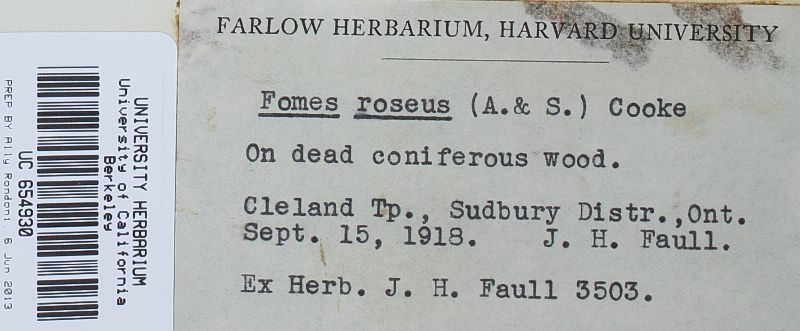 UNIVERSITY HERBARIUM
University of California
Berkeley
UC 654930
PREP BY Ally Rondoni, 6 Jun 2013
FARLOW HERBARIUM, HARVARD UNIVERSITY
Fomes roseus (A.& S.) Cooke
On dead coniferous wood.
Cleland Tp., Sudbury Distr.,Ont.
Sept. 15, 1918. J. H. Faull.
Ex Herb. J. H. Faull 3503.